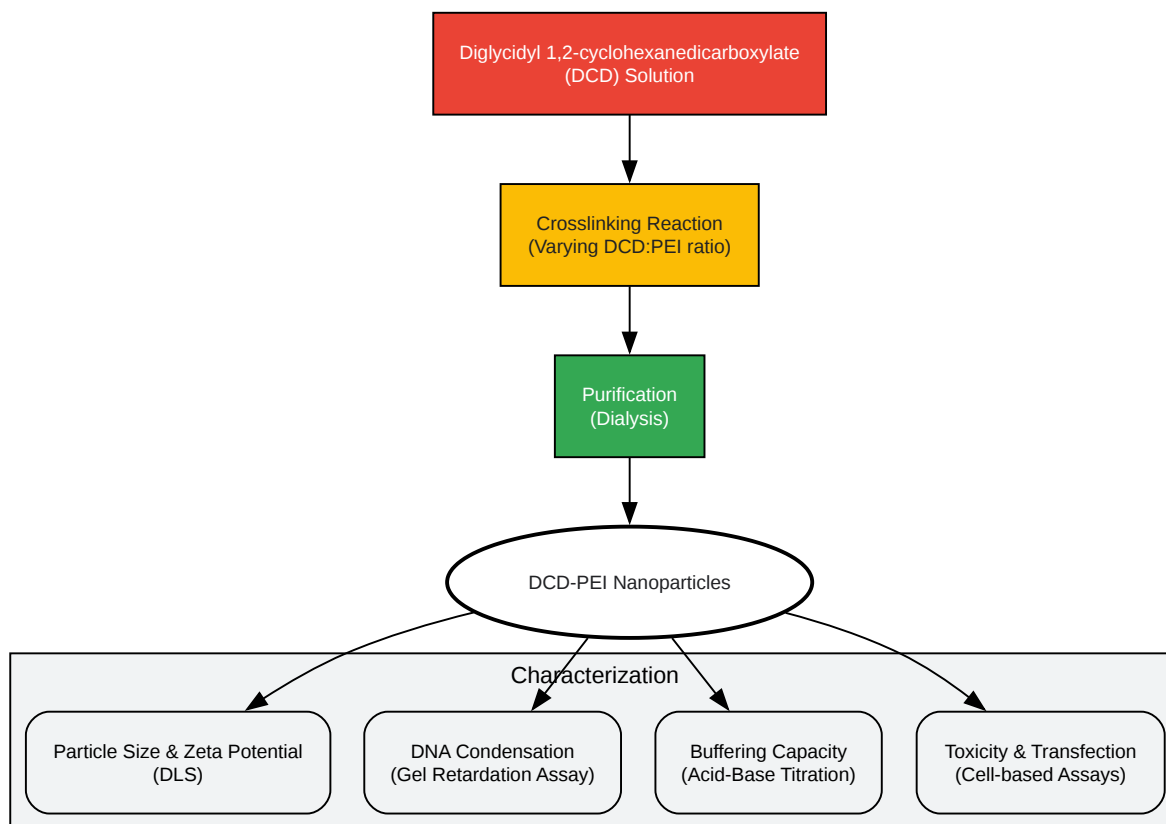 Diglycidyl 1,2-cyclohexanedicarboxylate
(DCD) Solution
Crosslinking Reaction
(Varying DCD:PEI ratio)
Purification
(Dialysis)
DCD-PEI Nanoparticles
Characterization
Particle Size & Zeta Potential
(DLS)
DNA Condensation
(Gel Retardation Assay)
Buffering Capacity
(Acid-Base Titration)
Toxicity & Transfection
(Cell-based Assays)